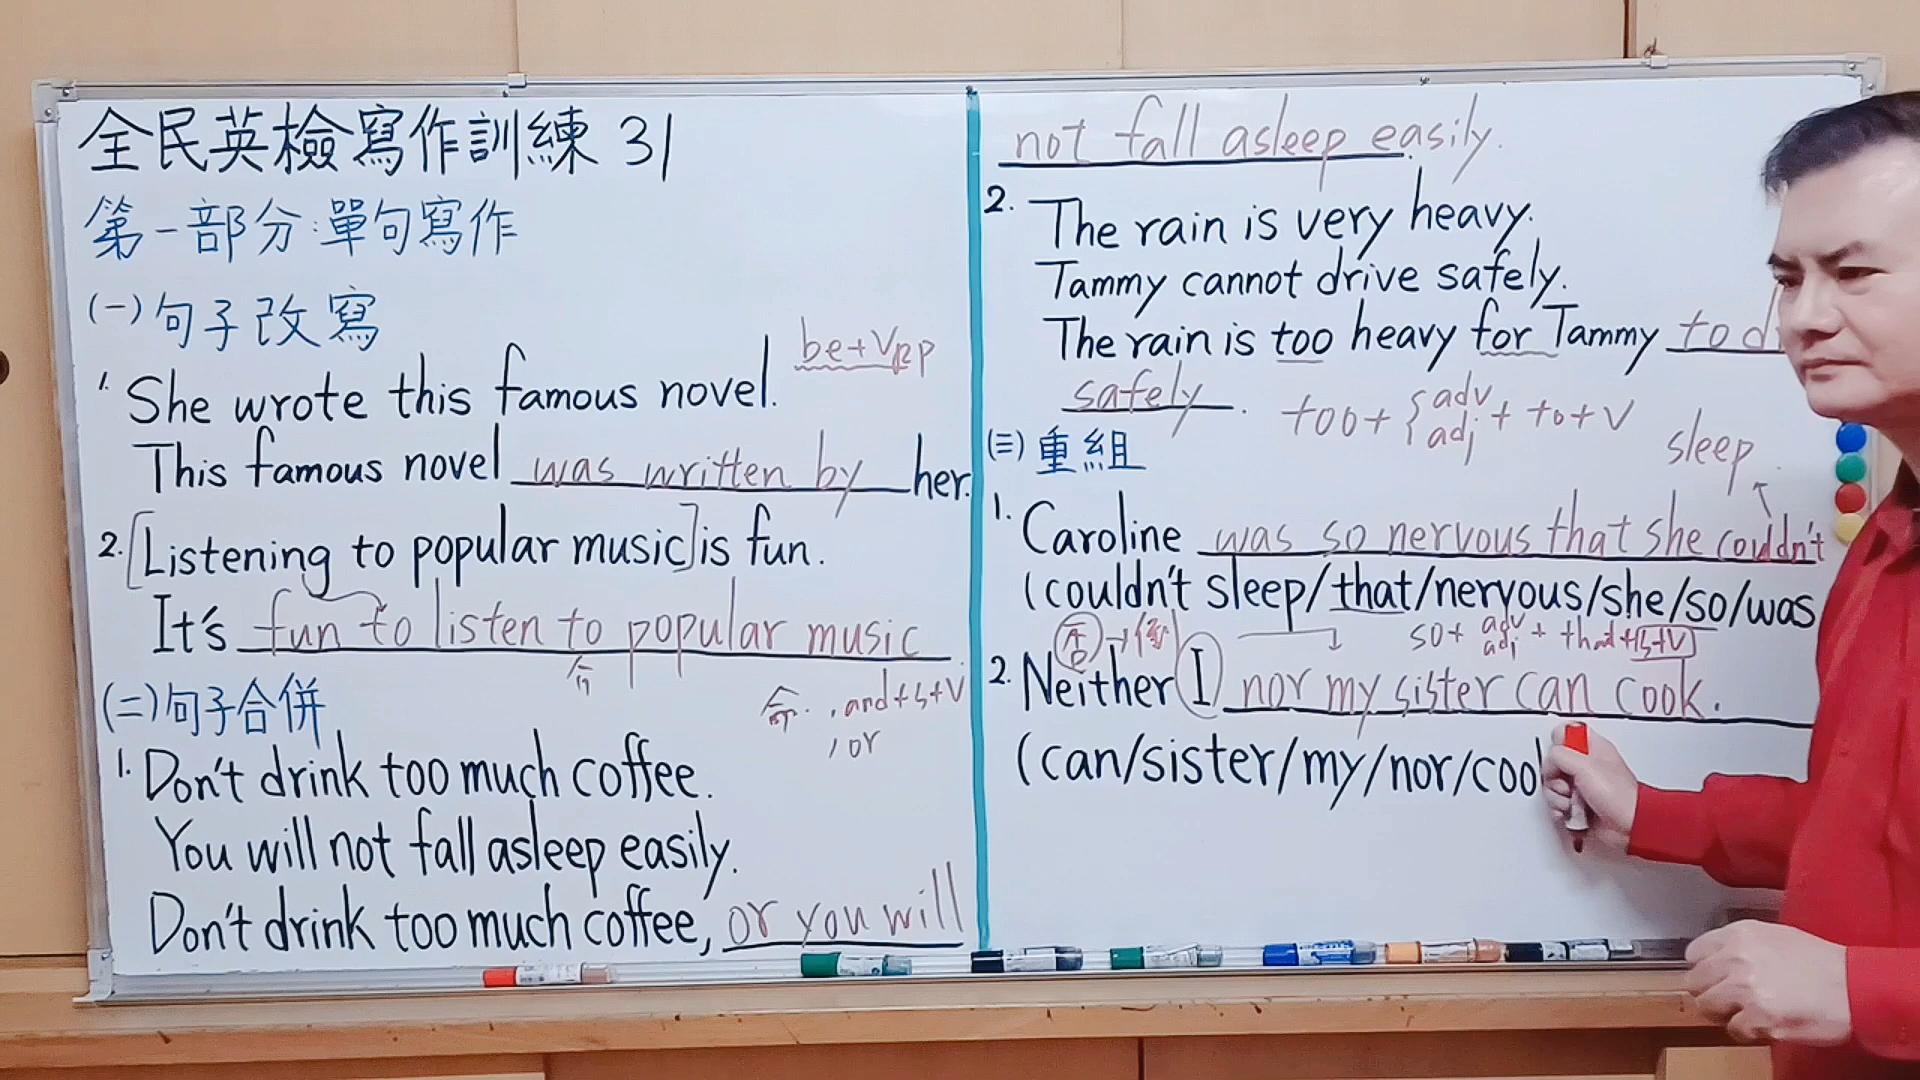 全民英檢寫作訓練 31
第一部分:單句寫作
(一)句子改寫
be+Vpp
1. She wrote this famous novel.
This famous novel was written by her.
2. [Listening to popular music] is fun.
It's fun to listen to popular music
(二)句子合併
命. , and+S+V
, or
1. Don't drink too much coffee.
You will not fall asleep easily.
Don't drink too much coffee, or you will
not fall asleep easily.
2. The rain is very heavy.
Tammy cannot drive safely.
The rain is too heavy for Tammy to d
safely.
too+{adv adj + to+V
(三)重組
sleep
1. Caroline was so nervous that she couldn't
(couldn't sleep/that/nervous/she/so/was
否→倒
so+ adv adj + that+S+V
2. Neither I nor my sister can cook.
(can/sister/my/nor/coo